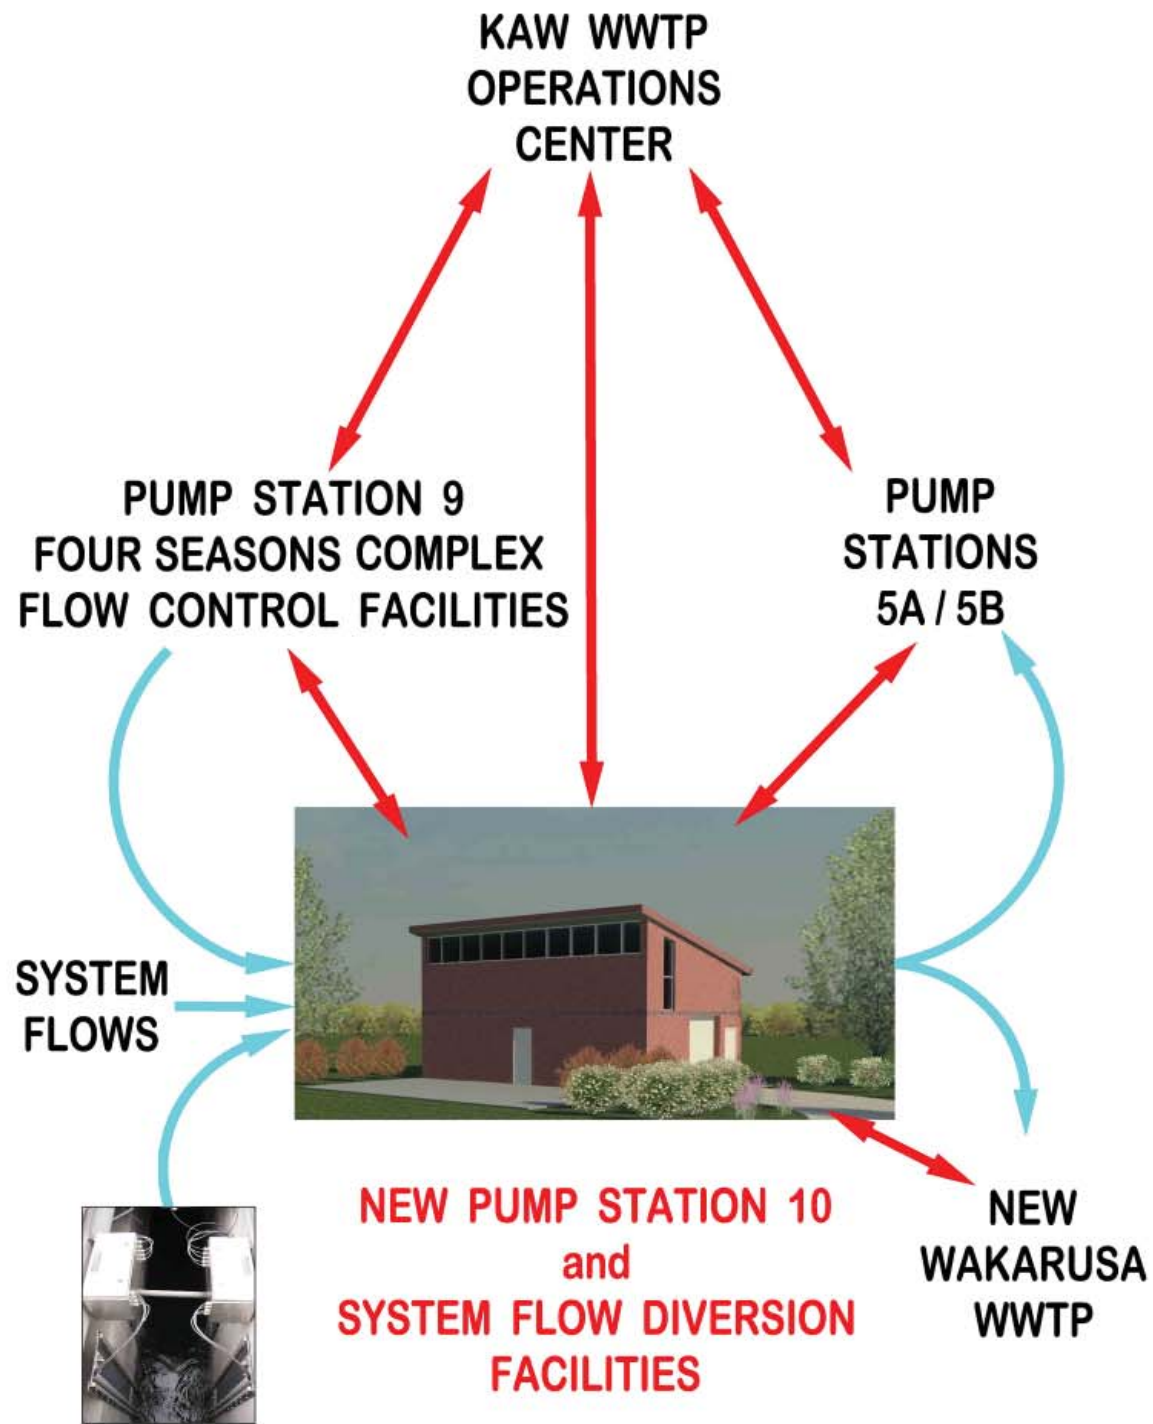 KAW WWTP
OPERATIONS
CENTER
PUMP STATION 9
FOUR SEASONS COMPLEX
FLOW CONTROL FACILITIES
PUMP
STATIONS
5A / 5B
SYSTEM
FLOWS
NEW PUMP STATION 10
and
SYSTEM FLOW DIVERSION
FACILITIES
NEW
WAKARUSA
WWTP